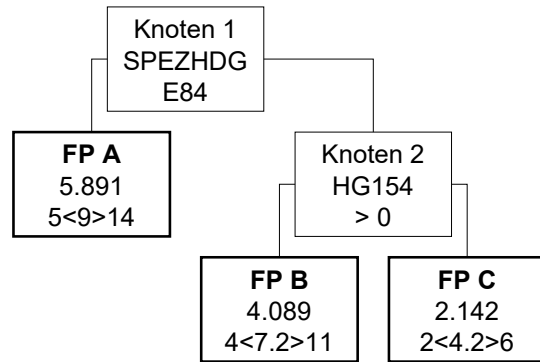 Knoten 1
SPEZHDG
E84
FP A
5.891
5<9>14
Knoten 2
HG154
> 0
FP B
4.089
4<7.2>11
FP C
2.142
2<4.2>6